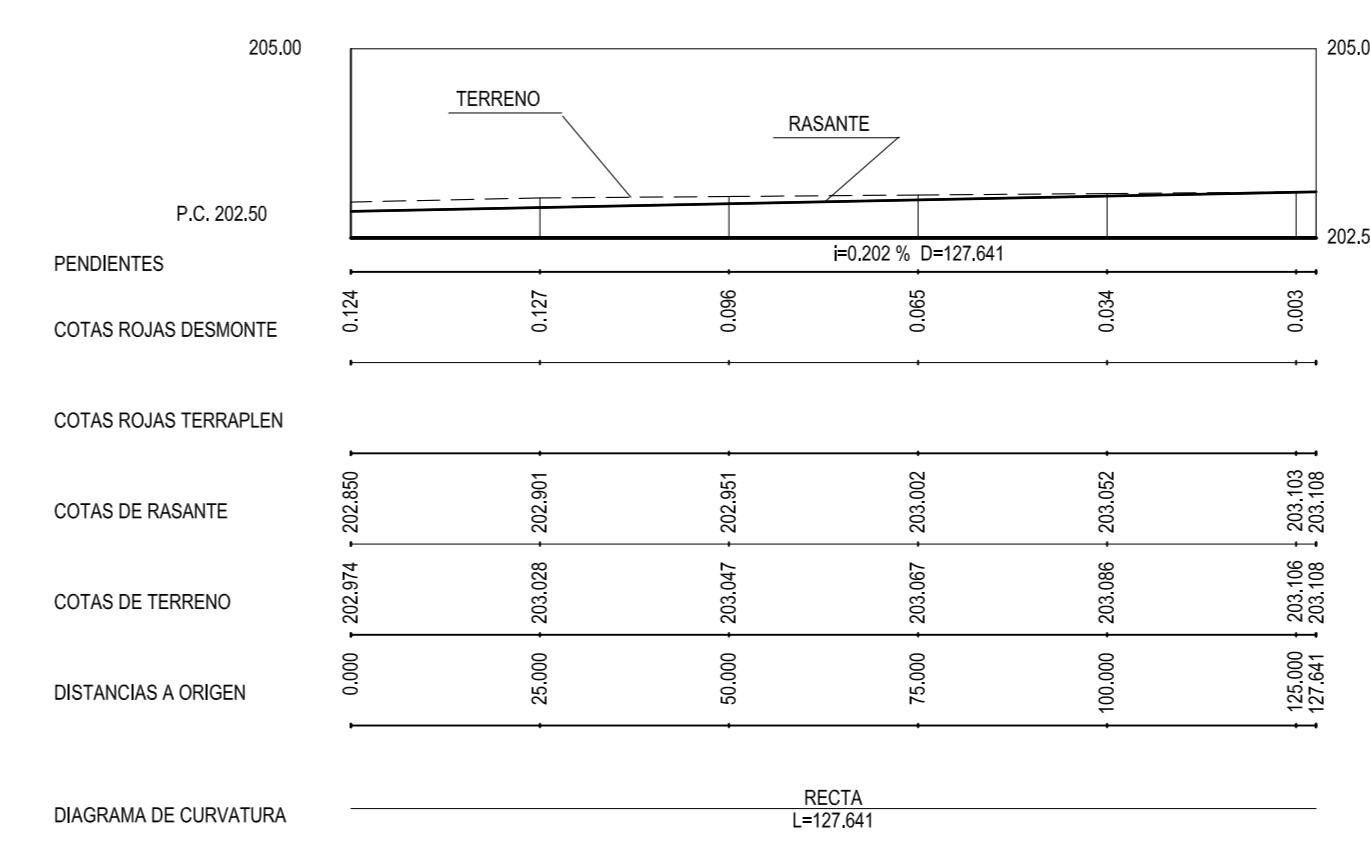 205.00 205.0
TERRENO
RASANTE
P.C. 202.50
202.5
PENDIENTES i=0.202 % D=127.641
COTAS ROJAS DESMONTE 0.124 0.127 0.096 0.065 0.034 0.003
COTAS ROJAS TERRAPLEN
COTAS DE RASANTE 202.850 202.901 202.951 203.002 203.052 203.103 203.108
COTAS DE TERRENO 202.974 203.028 203.047 203.067 203.086 203.106 203.108
DISTANCIAS A ORIGEN 0.000 25.000 50.000 75.000 100.000 125.000 127.641
RECTA
DIAGRAMA DE CURVATURA L=127.641